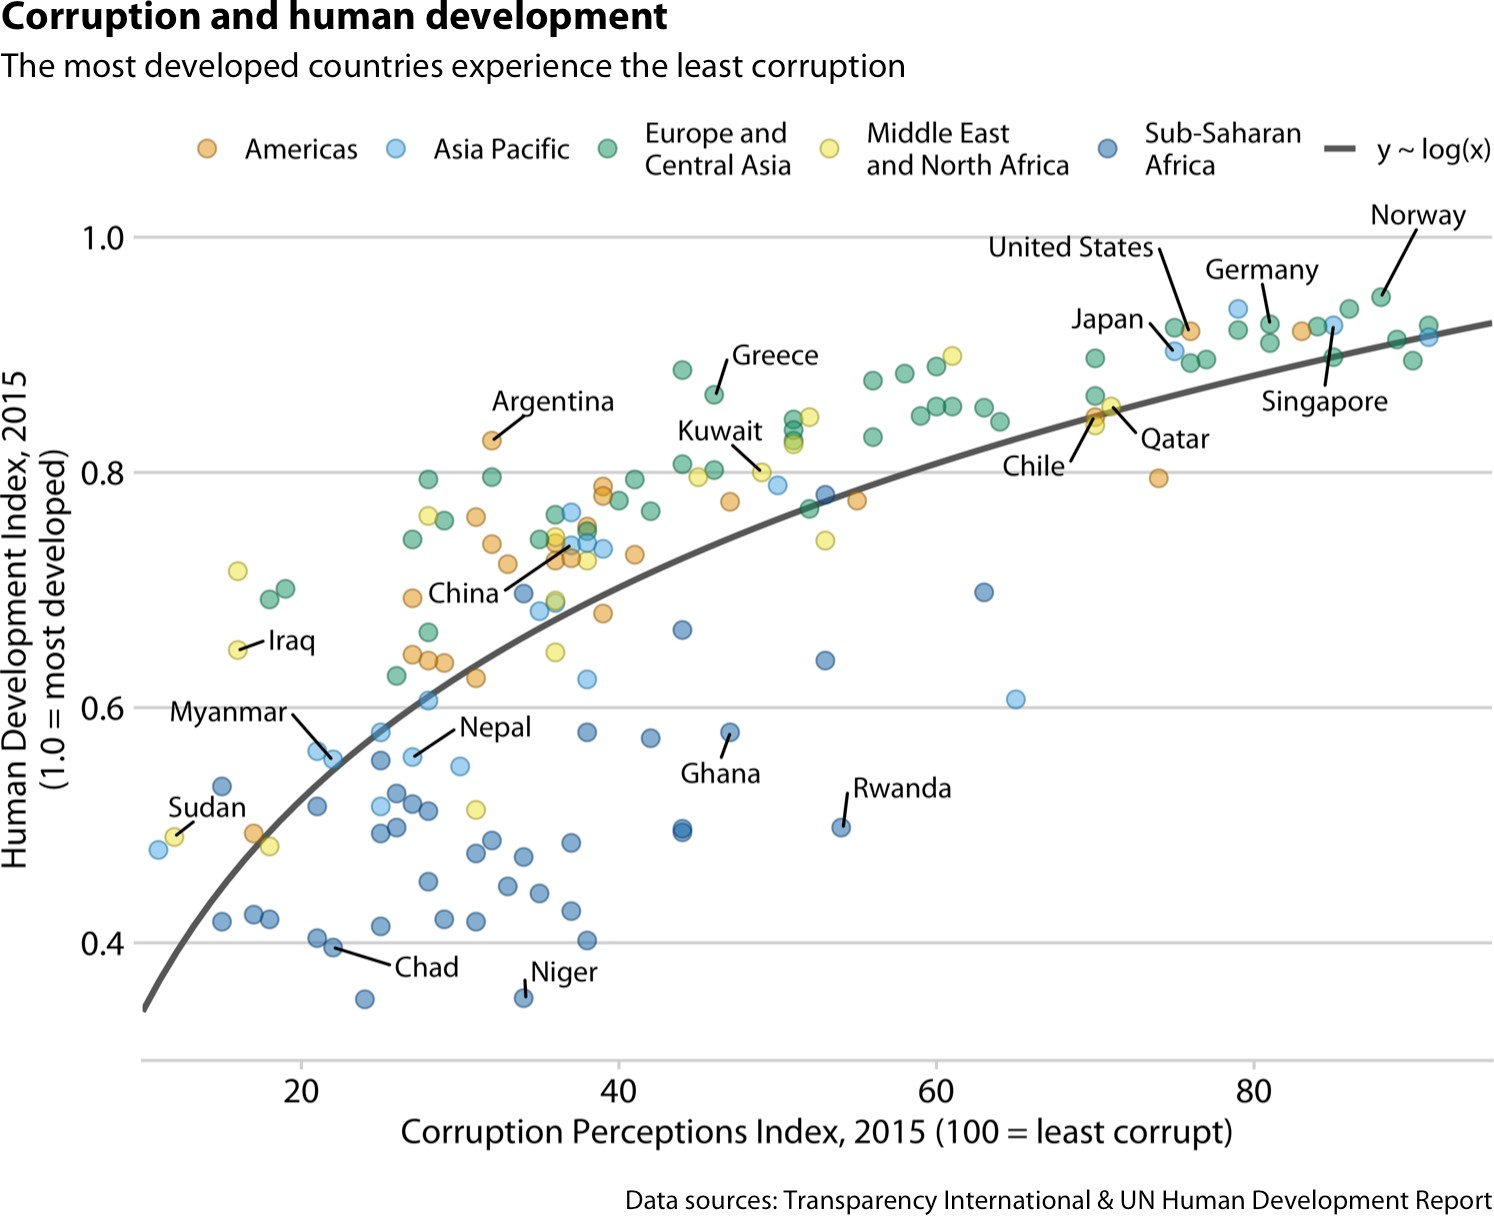 Corruption and human development
The most developed countries experience the least corruption
Americas
Asia Pacific
Europe and
Central Asia
Middle East
and North Africa
Sub-Saharan
Africa
y ~ log(x)
Human Development Index, 2015
(1.0 = most developed)
1.0
0.8
0.6
0.4
Norway
United States
Germany
Japan
Greece
Argentina
Singapore
Kuwait
Qatar
Chile
China
Iraq
Myanmar
Nepal
Ghana
Rwanda
Sudan
Chad
Niger
20
40
60
80
Corruption Perceptions Index, 2015 (100 = least corrupt)
Data sources: Transparency International & UN Human Development Report